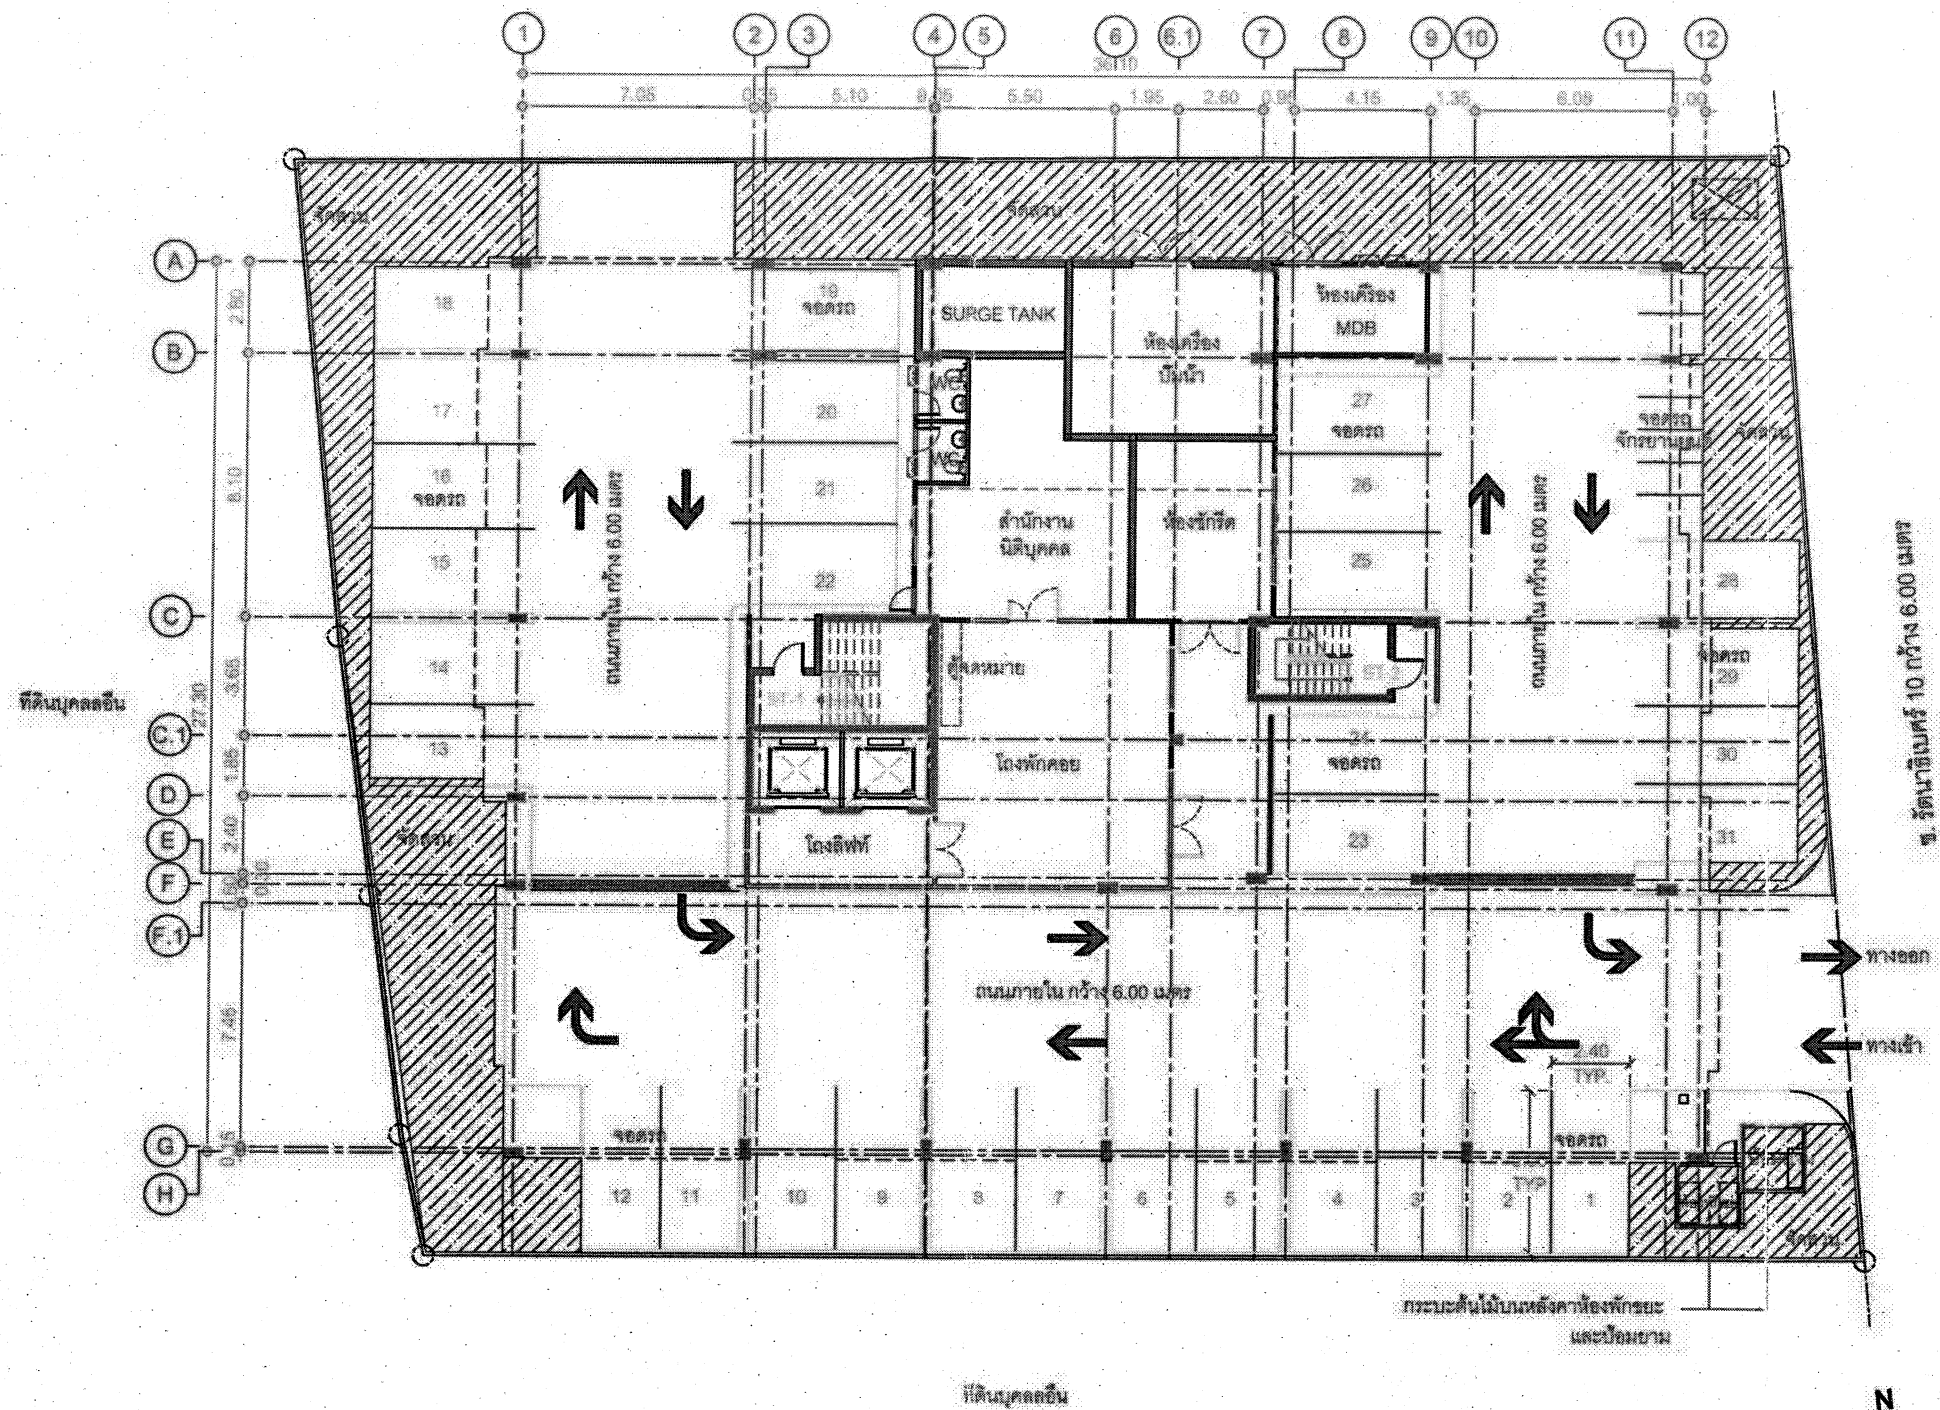 1 2 3 4 5 6 6.1 7 8 9 10 11 12
36.10
7.05 5.10 5.50 1.95 2.60 4.15 1.35 6.05 1.00
จัดสวน
จัดสวน
A
B
C
C.1
D
E
F
F.1
G
H
2.80
8.10
3.65
1.85
2.40
7.45
27.30
18
19
จอดรถ
SURGE TANK
ห้องเครื่อง
ปั๊มน้ำ
ห้องเครื่อง
MDB
17
20
WC
WC
27
จอดรถ
จอดรถ
จักรยานยนต์
จัดสวน
16
จอดรถ
21
26
15
22
25
ถนนภายใน กว้าง 6.00 เมตร
สำนักงาน
นิติบุคคล
ห้องซักรีด
ถนนภายใน กว้าง 6.00 เมตร
28
จอดรถ
29
14
ST.1
ตู้จดหมาย
ที่ดินบุคคลอื่น
ซ. รัตนาธิเบศร์ 10 กว้าง 6.00 เมตร
13
โถงพักคอย
24
จอดรถ
30
จัดสวน
โถงลิฟท์
23
31
ทางออก
ถนนภายใน กว้าง 6.00 เมตร
ทางเข้า
2.40
TYP.
จอดรถ
จอดรถ
TYP
12 11 10 9 8 7 6 5 4 3 2 1
จัดสวน
กระบะต้นไม้บนหลังคาห้องพักขยะ
และป้อมยาม
ที่ดินบุคคลอื่น
N